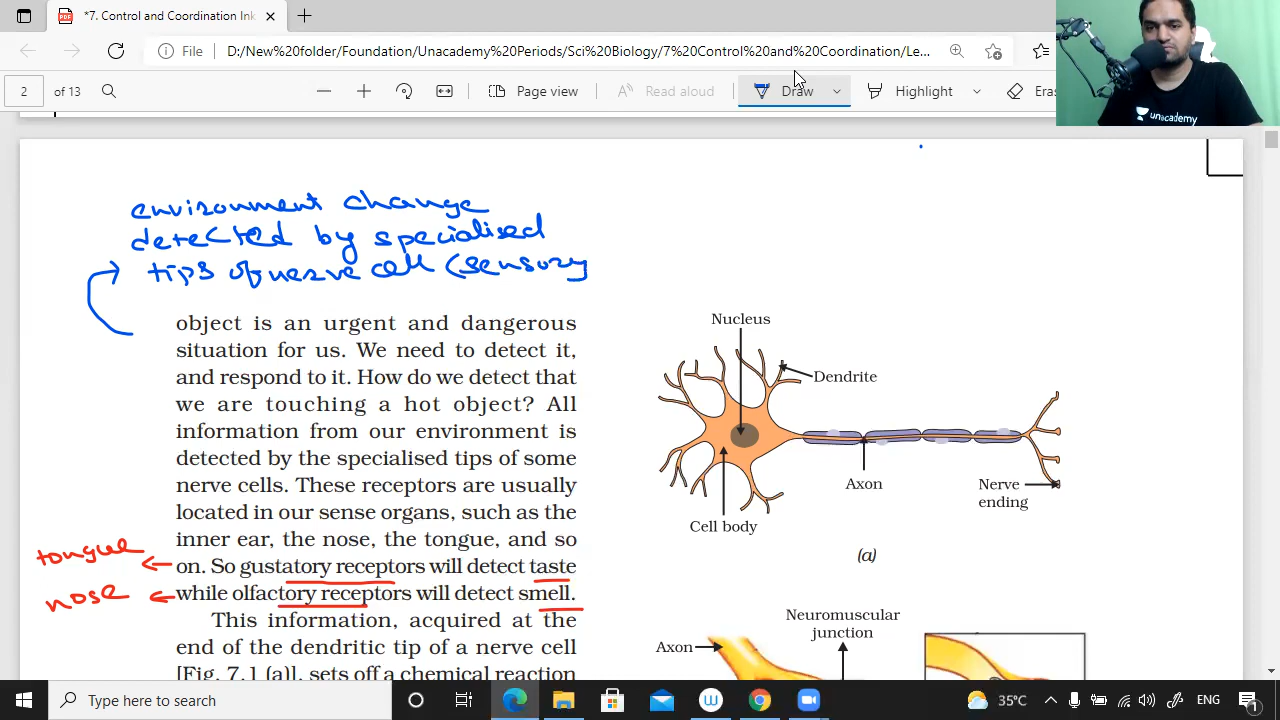 *7. Control and Coordination Ink
File
D:/New%20folder/Foundation/Unacademy%20Periods/Sci%20Biology/7%20Control%20and%20Coordination/Le...
2 of 13
Page view
Read aloud
Draw
Highlight
Eras
unacademy
environment change
detected by specialised
tips of nerve cell (sensory
object is an urgent and dangerous
situation for us. We need to detect it,
and respond to it. How do we detect that
we are touching a hot object? All
information from our environment is
detected by the specialised tips of some
nerve cells. These receptors are usually
located in our sense organs, such as the
inner ear, the nose, the tongue, and so
on. So gustatory receptors will detect taste
while olfactory receptors will detect smell.
This information, acquired at the
end of the dendritic tip of a nerve cell
[Fig. 7.1 (a)], sets off a chemical reaction
tongue
nose
Nucleus
Dendrite
Axon
Nerve
ending
Cell body
(a)
Neuromuscular
junction
Axon
Type here to search
35°C
ENG
1